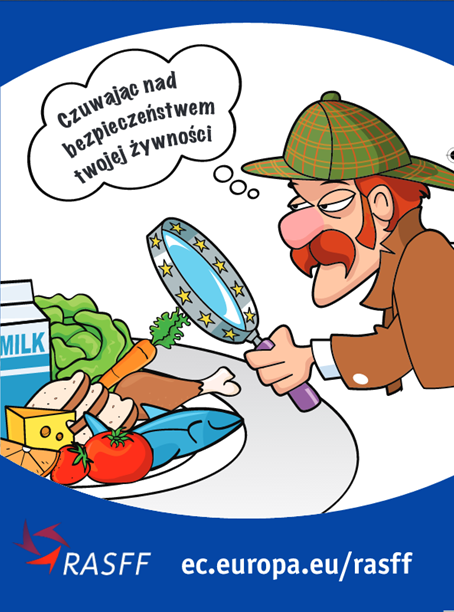 Czuwając nad
bezpieczeństwem
twojej żywności
MILK
RASFF
ec.europa.eu/rasff